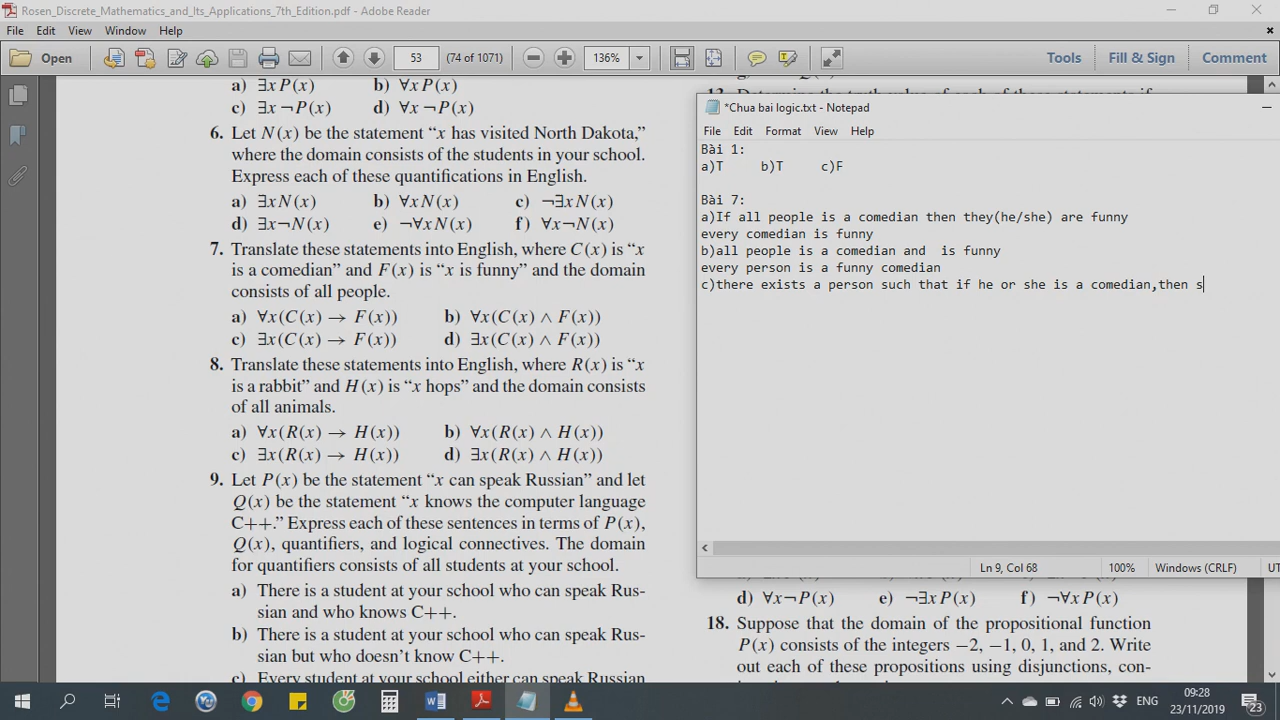 Rosen_Discrete_Mathematics_and_Its_Applications_7th_Edition.pdf - Adobe Reader
File Edit View Window Help
Open 53 (74 of 1071) 136% Tools Fill & Sign Comment
a) ∃x P(x) b) ∀x P(x)
c) ∃x ¬P(x) d) ∀x ¬P(x)
6. Let N(x) be the statement “x has visited North Dakota,”
where the domain consists of the students in your school.
Express each of these quantifications in English.
a) ∃x N(x) b) ∀x N(x) c) ¬∃x N(x)
d) ∃x¬N(x) e) ¬∀x N(x) f) ∀x¬N(x)
7. Translate these statements into English, where C(x) is “x
is a comedian” and F(x) is “x is funny” and the domain
consists of all people.
a) ∀x(C(x) → F(x)) b) ∀x(C(x) ∧ F(x))
c) ∃x(C(x) → F(x)) d) ∃x(C(x) ∧ F(x))
8. Translate these statements into English, where R(x) is “x
is a rabbit” and H(x) is “x hops” and the domain consists
of all animals.
a) ∀x(R(x) → H(x)) b) ∀x(R(x) ∧ H(x))
c) ∃x(R(x) → H(x)) d) ∃x(R(x) ∧ H(x))
9. Let P(x) be the statement “x can speak Russian” and let
Q(x) be the statement “x knows the computer language
C++.” Express each of these sentences in terms of P(x),
Q(x), quantifiers, and logical connectives. The domain
for quantifiers consists of all students at your school.
a) There is a student at your school who can speak Rus-
sian and who knows C++.
b) There is a student at your school who can speak Rus-
sian but who doesn’t know C++.
c) Every student at your school either can speak Russian
*Chua bai logic.txt - Notepad
File Edit Format View Help
Bài 1:
a)T b)T c)F
Bài 7:
a)If all people is a comedian then they(he/she) are funny
every comedian is funny
b)all people is a comedian and  is funny
every person is a funny comedian
c)there exists a person such that if he or she is a comedian,then s
Ln 9, Col 68 100% Windows (CRLF) UT
d) ∀x¬P(x) e) ¬∃x P(x) f) ¬∀x P(x)
18. Suppose that the domain of the propositional function
P(x) consists of the integers −2, −1, 0, 1, and 2. Write
out each of these propositions using disjunctions, con-
ENG 09:28
23/11/2019 23